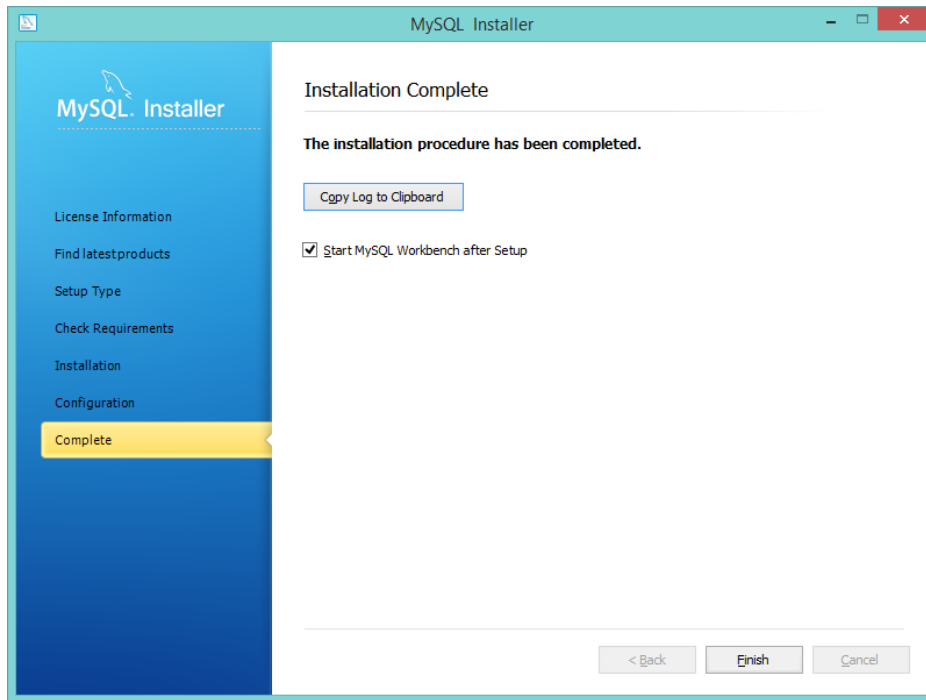 MySQL Installer
MySQL. Installer
License Information
Find latest products
Setup Type
Check Requirements
Installation
Configuration
Complete
Installation Complete
The installation procedure has been completed.
Copy Log to Clipboard
Start MySQL Workbench after Setup
< Back
Finish
Cancel